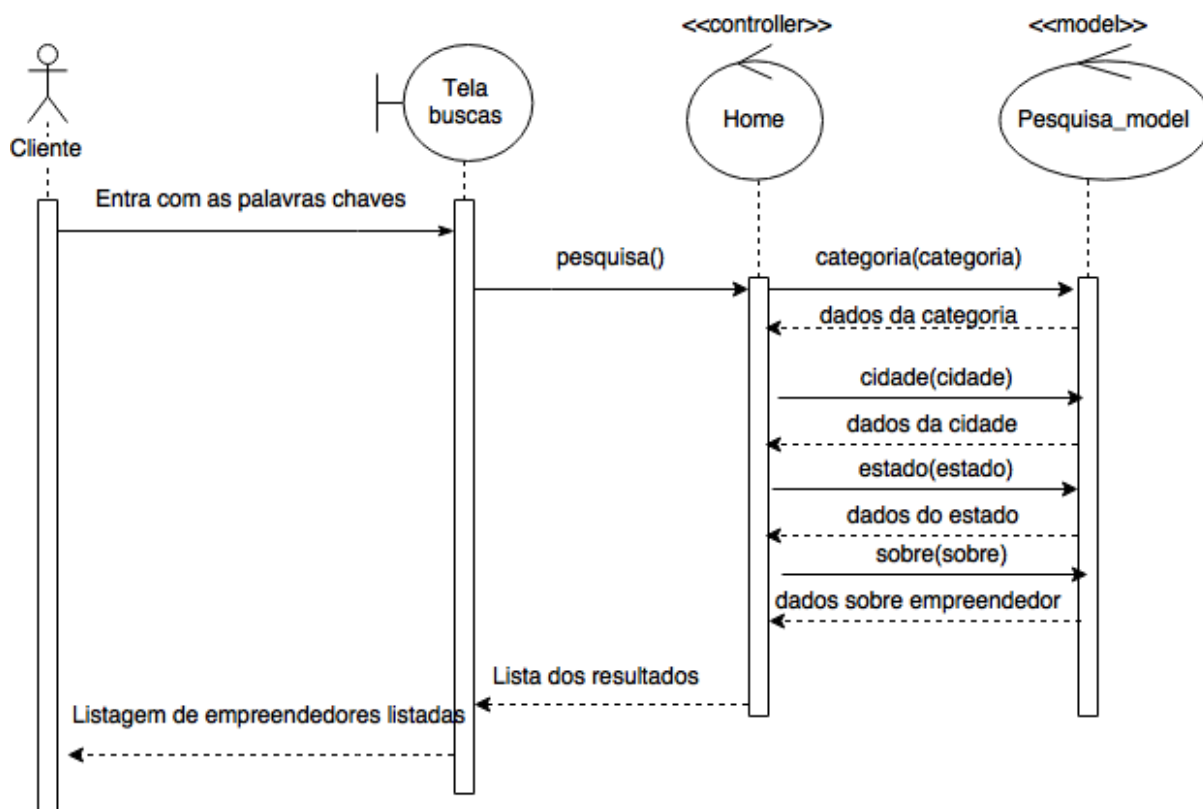 <<controller>>
<<model>>
Tela
buscas
Home
Pesquisa_model
Cliente
Entra com as palavras chaves
pesquisa()
categoria(categoria)
dados da categoria
cidade(cidade)
dados da cidade
estado(estado)
dados do estado
sobre(sobre)
dados sobre empreendedor
Lista dos resultados
Listagem de empreendedores listadas